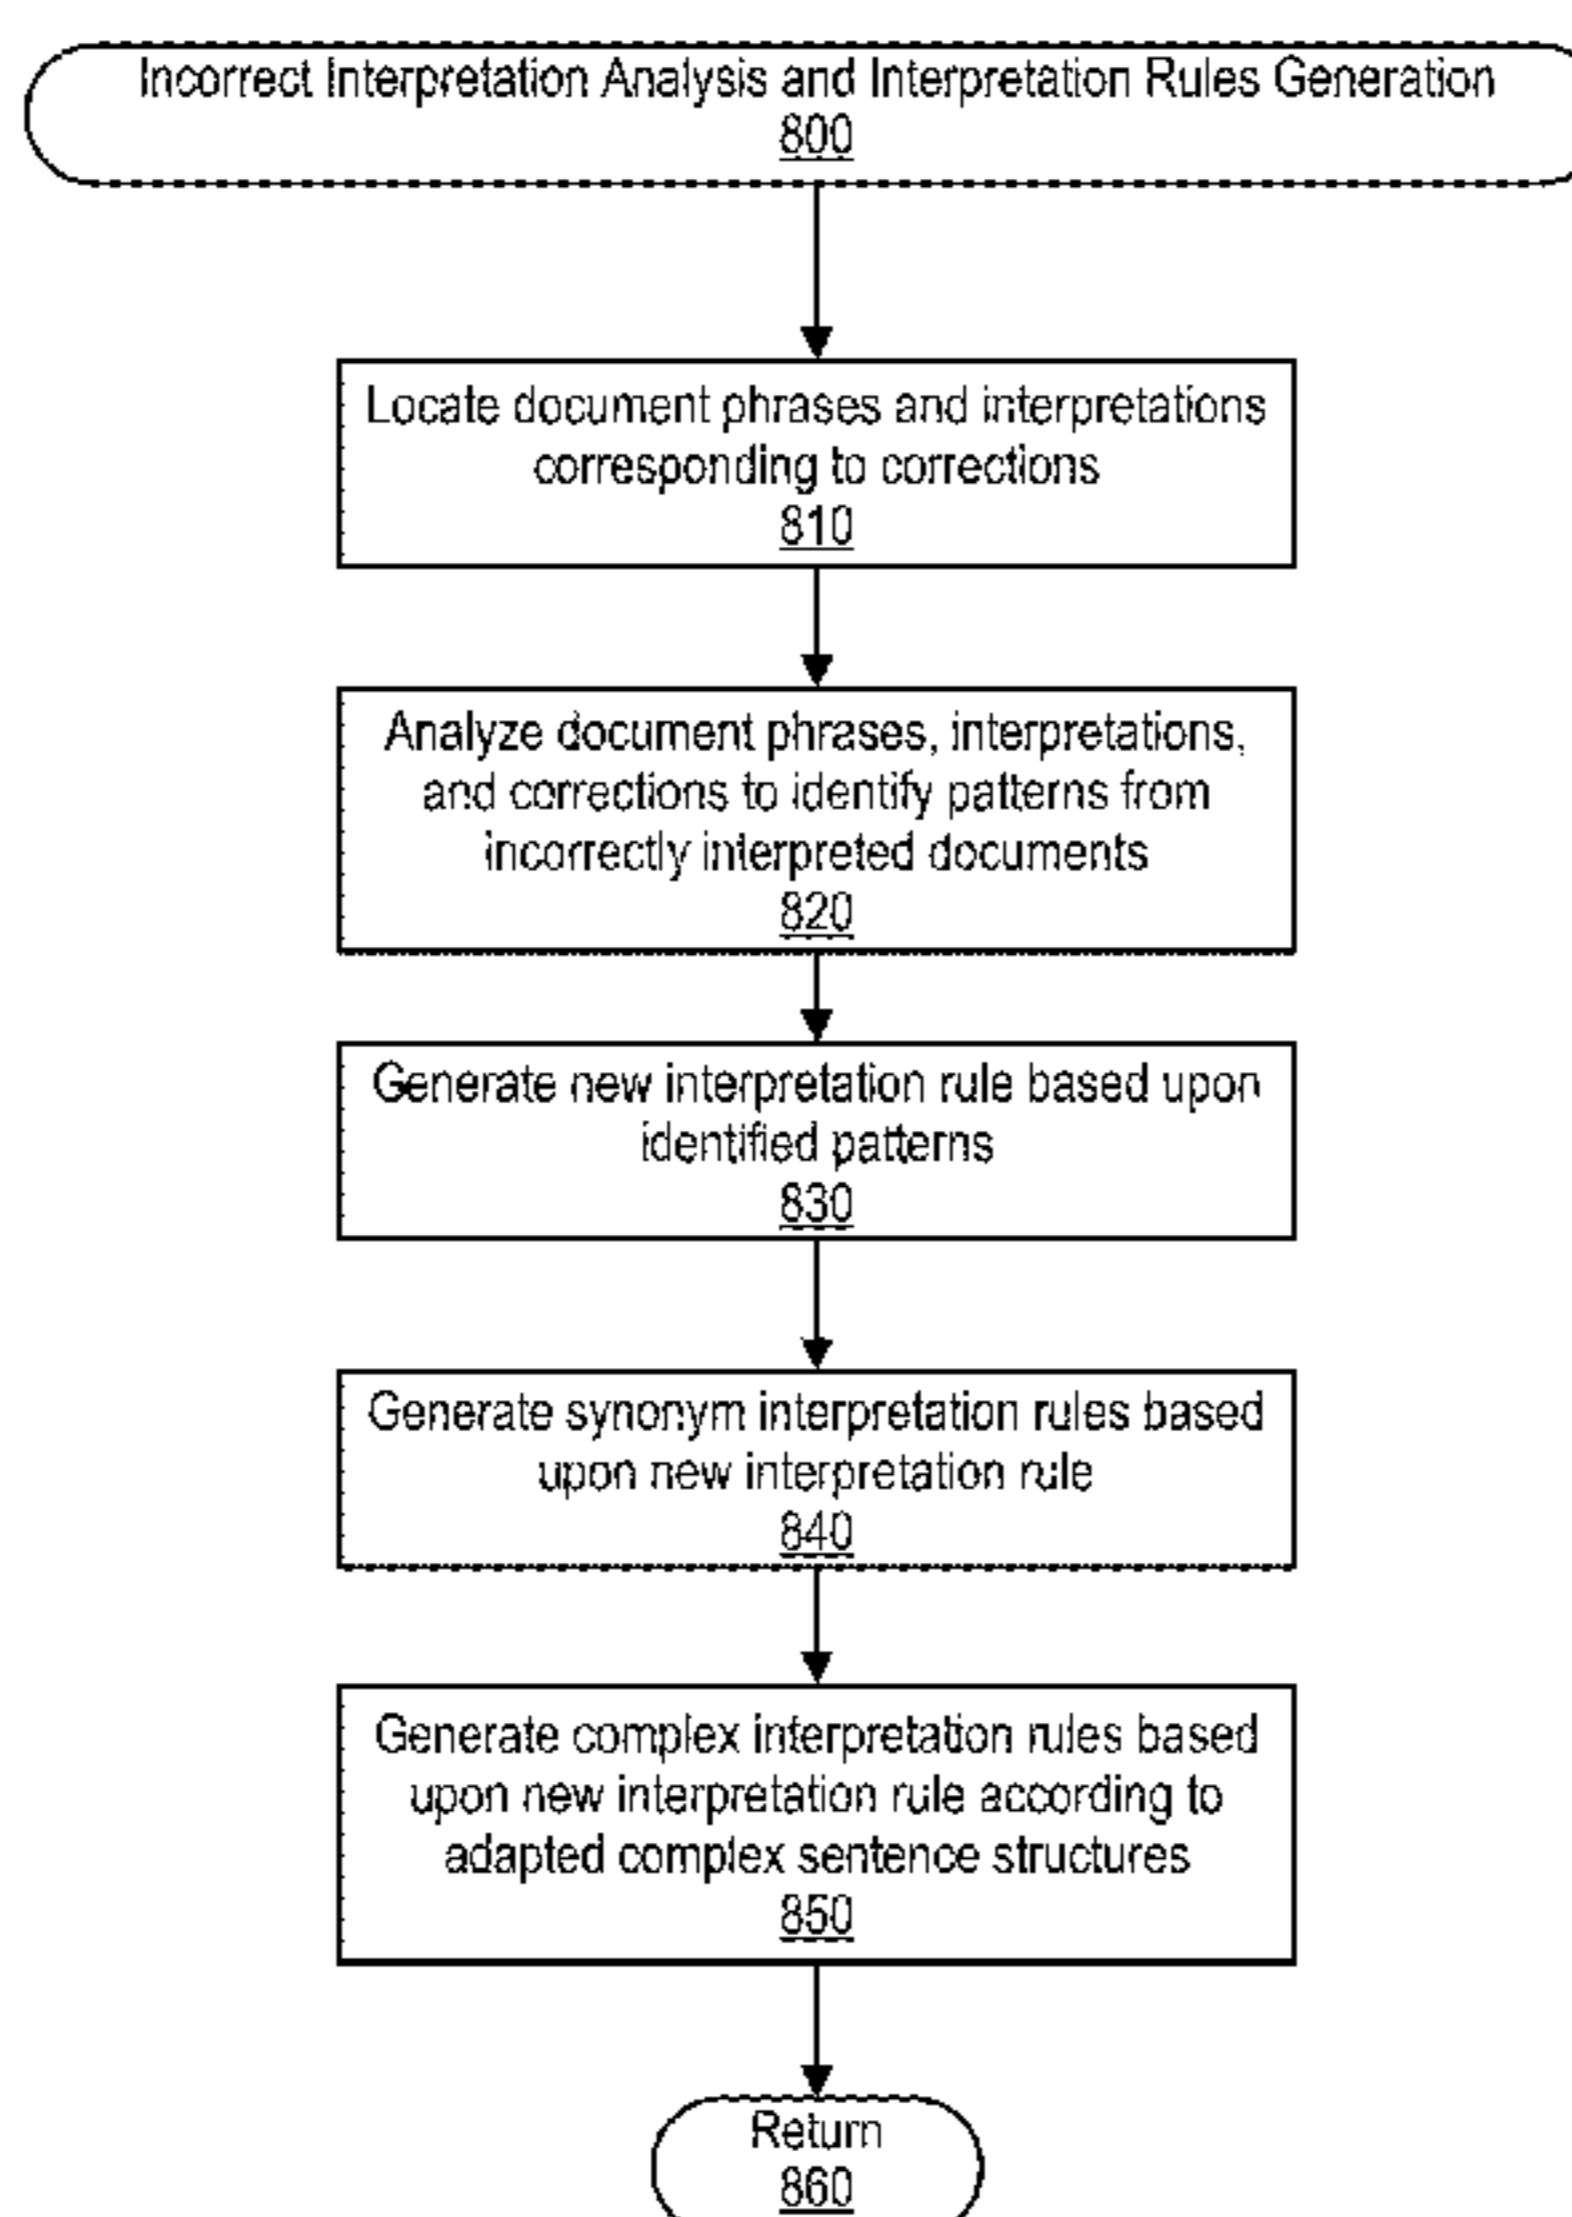 Incorrect Interpretation Analysis and Interpretation Rules Generation
800
Locate document phrases and interpretations
corresponding to corrections
810
Analyze document phrases, interpretations,
and corrections to identify patterns from
incorrectly interpreted documents
820
Generate new interpretation rule based upon
identified patterns
830
Generate synonym interpretation rules based
upon new interpretation rule
840
Generate complex interpretation rules based
upon new interpretation rule according to
adapted complex sentence structures
850
Return
860